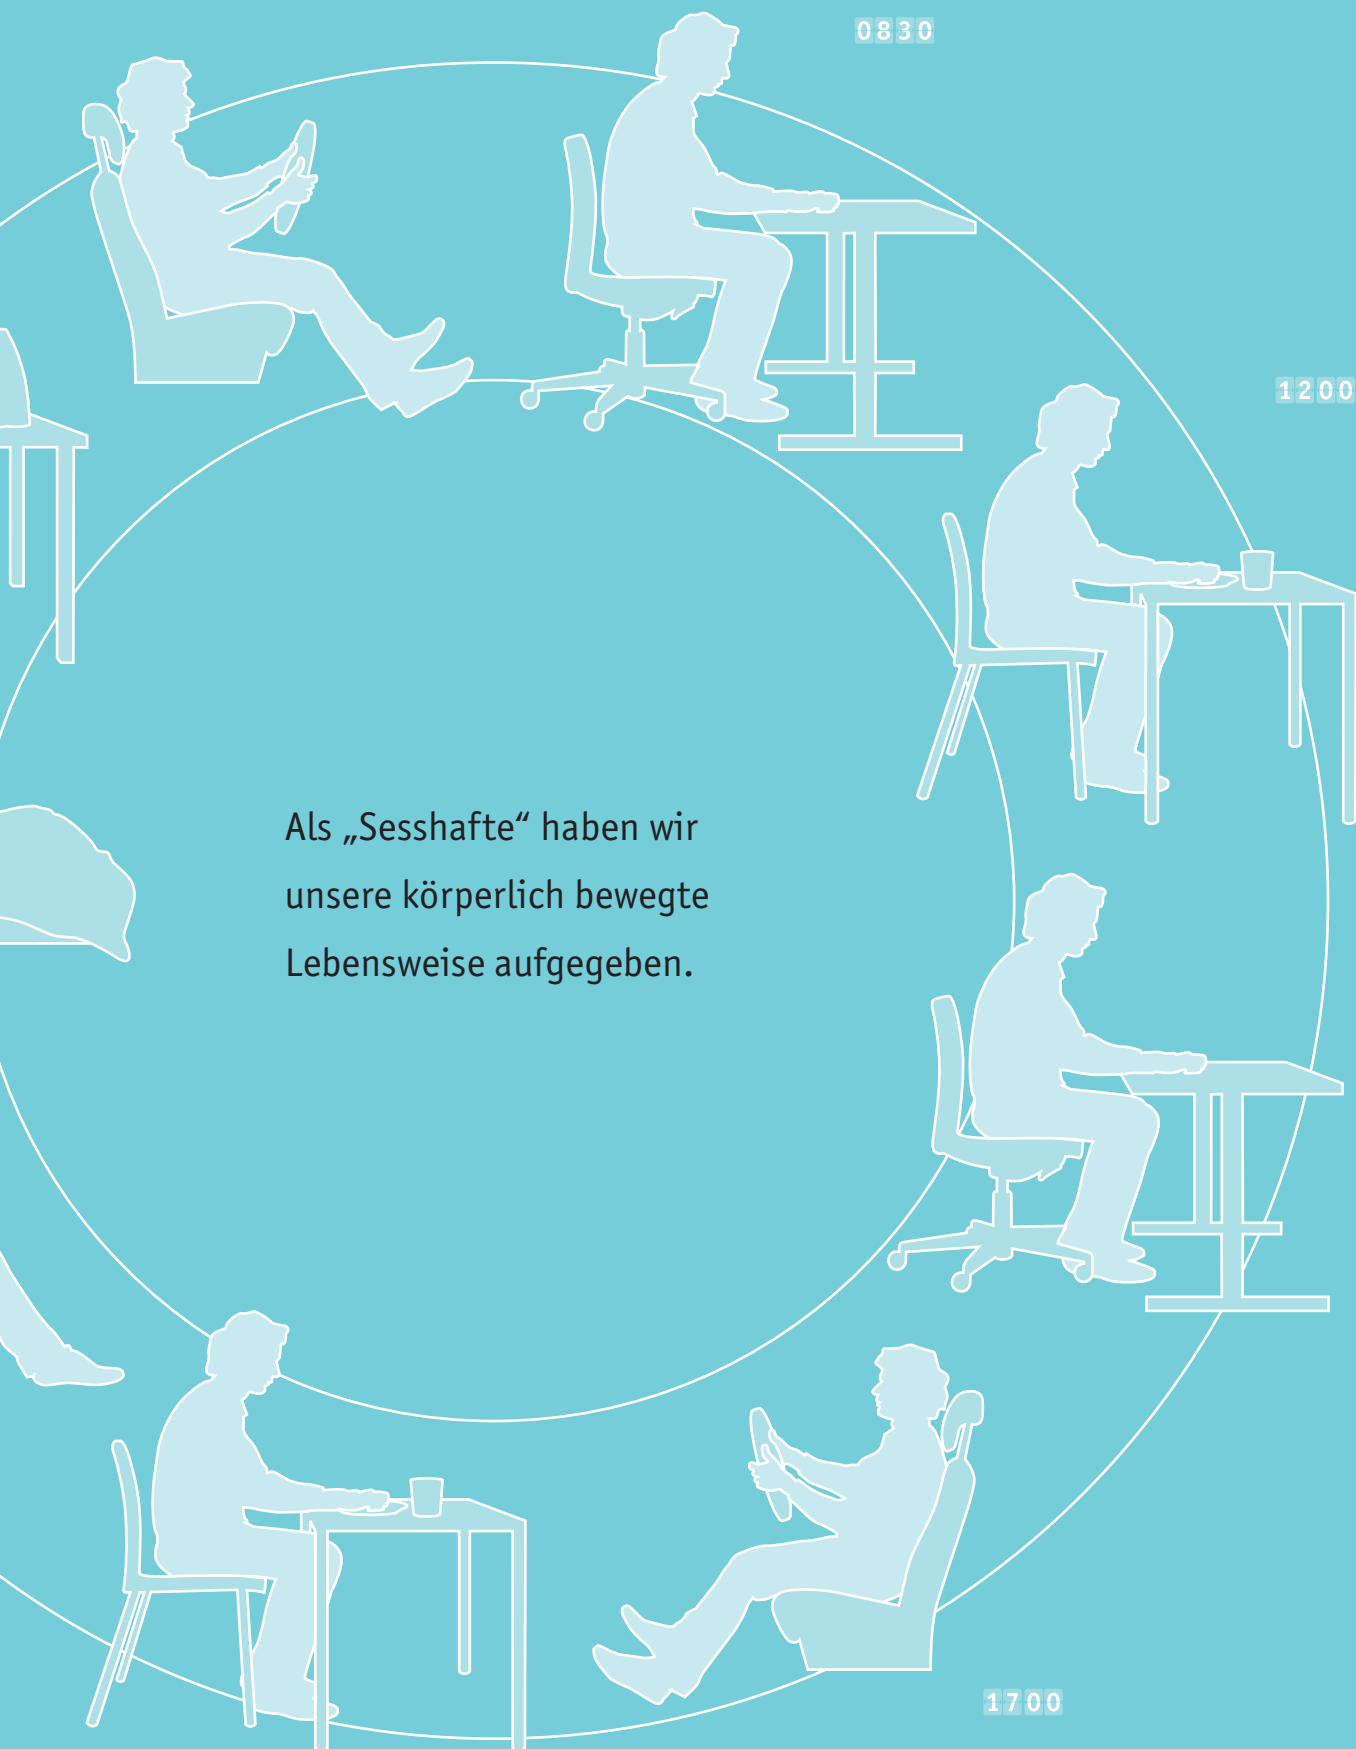 0830
1200
Als „Sesshafte“ haben wir
unsere körperlich bewegte
Lebensweise aufgegeben.
1700